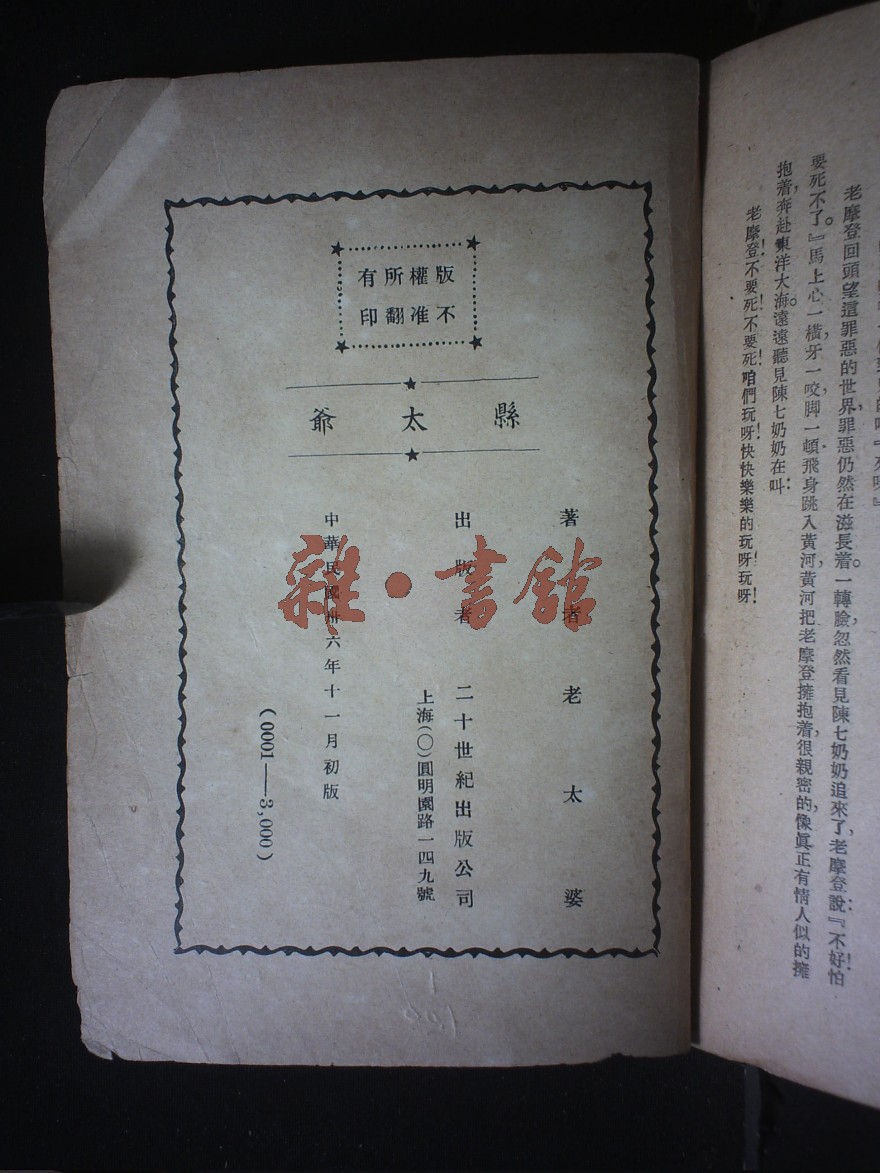 老摩登回頭望這罪惡的世界，罪惡仍然在滋長着。一轉臉，忽然看見陳七奶奶追來了，老摩登說：『不好！怕
要死不了。』馬上心一橫，牙一咬，脚一頓，飛身跳入黃河，黃河把老摩登擁抱着，很親密的，像眞正有情人似的擁
抱着，奔赴東洋大海。遠遠聽見陳七奶奶在叫：
老摩登！不要死！不要死！咱們玩呀！快快樂樂的玩呀！玩呀！
版權所有
不准翻印
縣太爺
著者 老太婆
出版者 二十世紀出版公司
上海(〇)圓明園路一四九號
中華民國卅六年十一月初版
(0001—3,000)
雜·書館